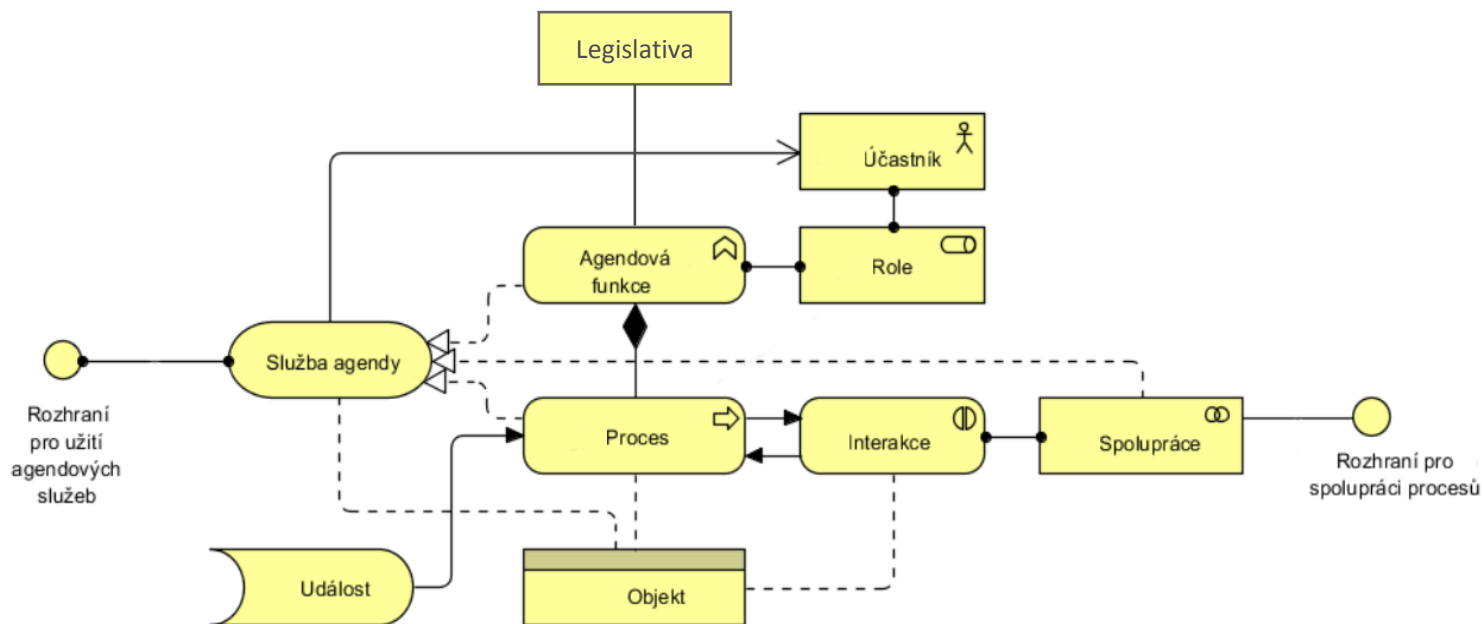 Legislativa
Účastník
Agendová
funkce
Role
Služba agendy
Rozhraní
pro užití
agendových
služeb
Proces
Interakce
Spolupráce
Rozhraní pro
spolupráci procesů
Událost
Objekt